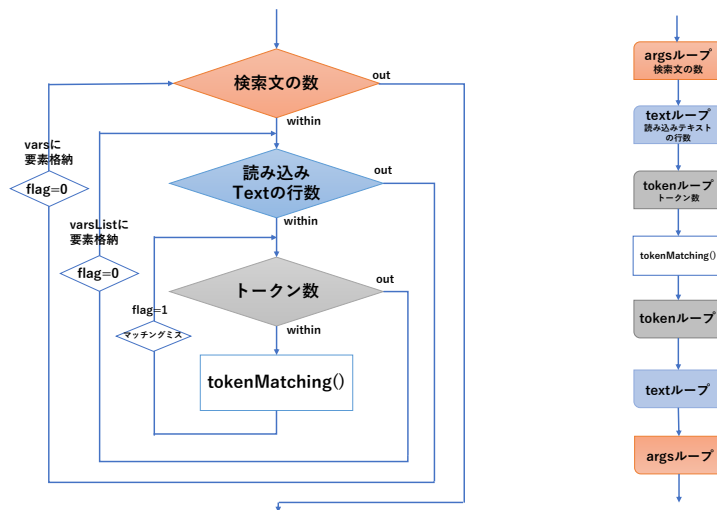 検索文の数
out
within
varsに
要素格納
flag=0
読み込み
Textの行数
out
within
varsListに
要素格納
flag=0
トークン数
out
within
flag=1
マッチングミス
tokenMatching()
argsループ
検索文の数
textループ
読み込みテキスト
の行数
tokenループ
トークン数
tokenMatching()
tokenループ
textループ
argsループ